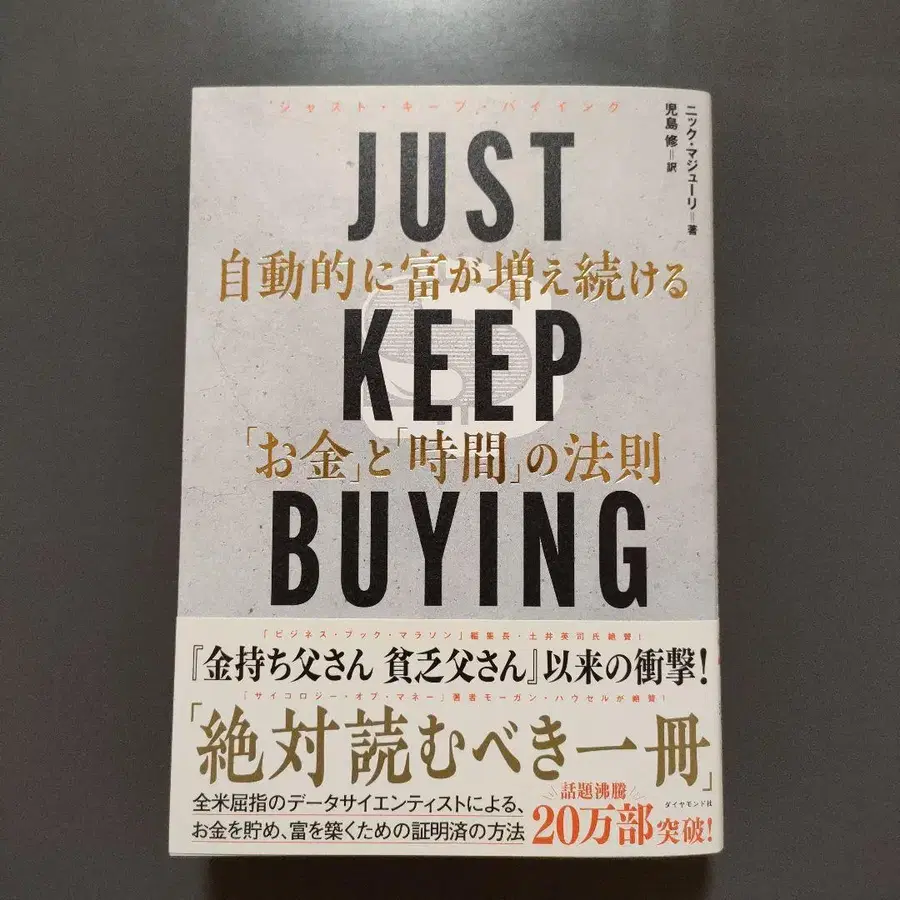 ジャスト・キープ・バイイング
ニック・マジューリ=著
児島 修=訳
JUST
自動的に富が増え続ける
KEEP
「お金」と「時間」の法則
BUYING
「ビジネス・ブック・マラソン」編集長・土井英司氏絶賛!
『金持ち父さん 貧乏父さん』以来の衝撃!
「サイコロジー・オブ・マネー」著者モーガン・ハウセルが絶賛!
「絶対読むべき一冊」
全米屈指のデータサイエンティストによる、
お金を貯め、富を築くための証明済の方法
話題沸騰
20万部突破!
ダイヤモンド社